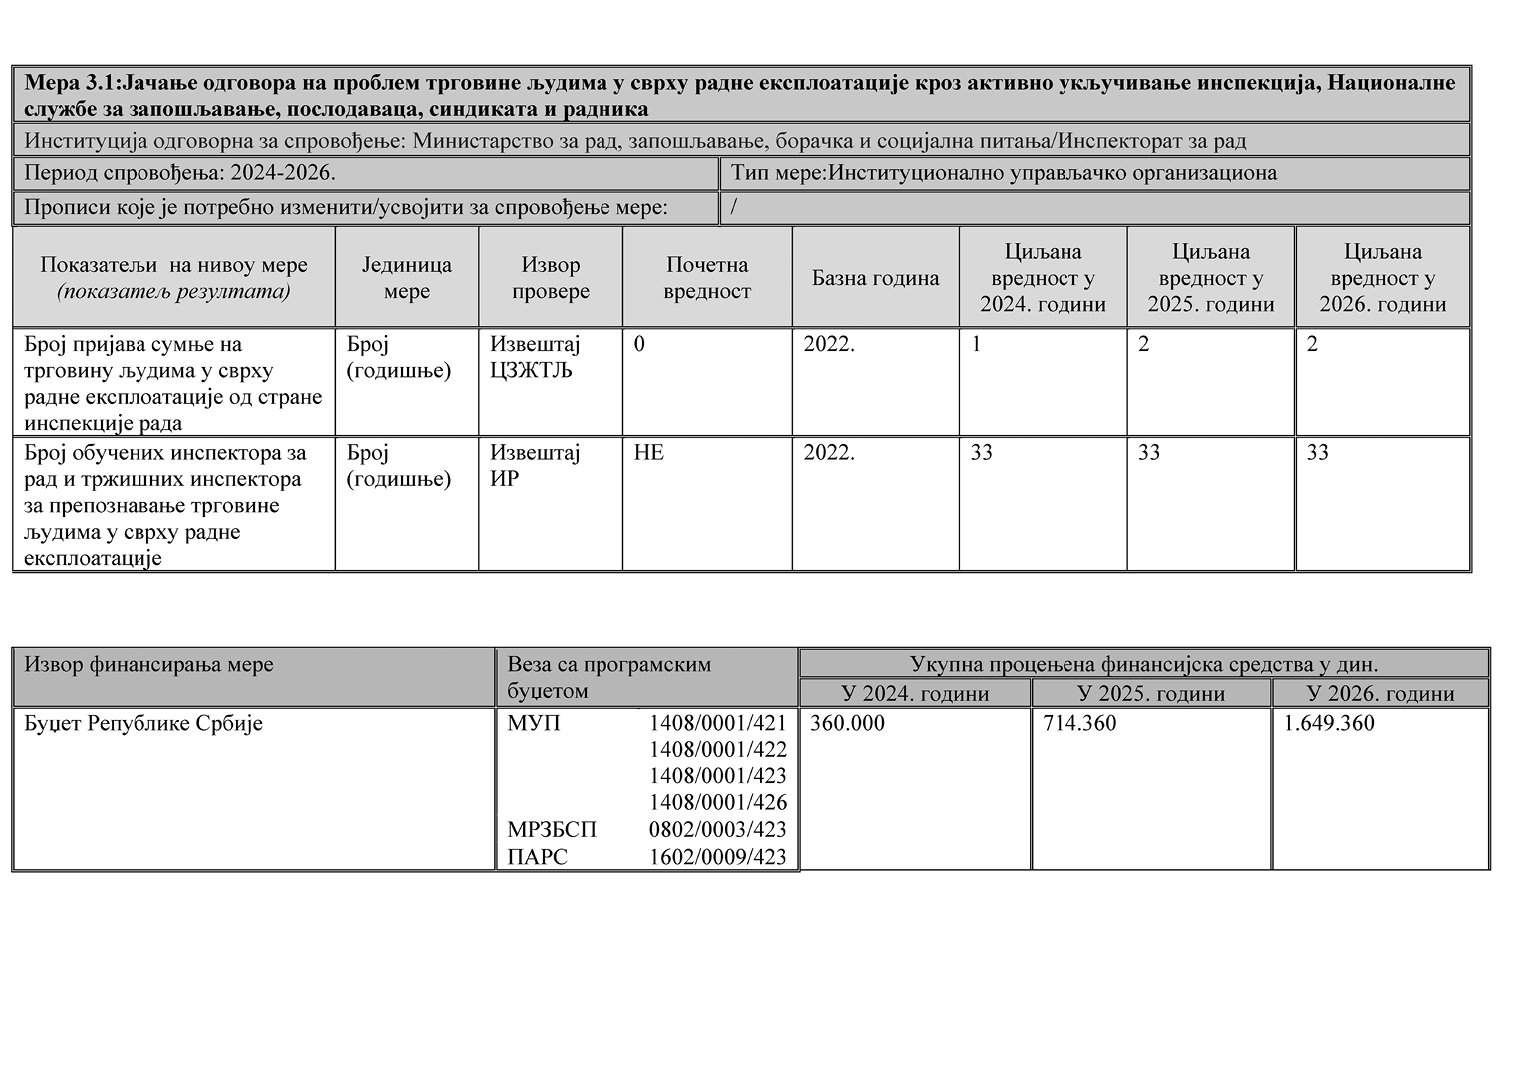 Мера 3.1:Јачање одговора на проблем трговине људима у сврху радне експлоатације кроз активно укључивање инспекција, Националне
службе за запошљавање, послодаваца, синдиката и радника
Институција одговорна за спровођење: Министарство за рад, запошљавање, борачка и социјална питања/Инспекторат за рад
Период спровођења: 2024-2026.
Тип мере:Институционално управљачко организациона
Прописи које је потребно изменити/усвојити за спровођење мере:
/
Показатељи на нивоу мере
(показатељ резултата)
Јединица
мере
Извор
провере
Почетна
вредност
Базна година
Циљана
вредност у
2024. години
Циљана
вредност у
2025. години
Циљана
вредност у
2026. години
Број пријава сумње на
трговину људима у сврху
радне експлоатације од стране
инспекције рада
Број
(годишње)
Извештај
ЦЗЖТЉ
0
2022.
1
2
2
Број обучених инспектора за
рад и тржишних инспектора
за препознавање трговине
људима у сврху радне
експлоатације
Број
(годишње)
Извештај
ИР
НЕ
2022.
33
33
33
Извор финансирања мере
Веза са програмским
буџетом
Укупна процењена финансијска средства у дин.
У 2024. години
У 2025. години
У 2026. години
Буџет Републике Србије
МУП 1408/0001/421
1408/0001/422
1408/0001/423
1408/0001/426
МРЗБСП 0802/0003/423
ПАРС 1602/0009/423
360.000
714.360
1.649.360